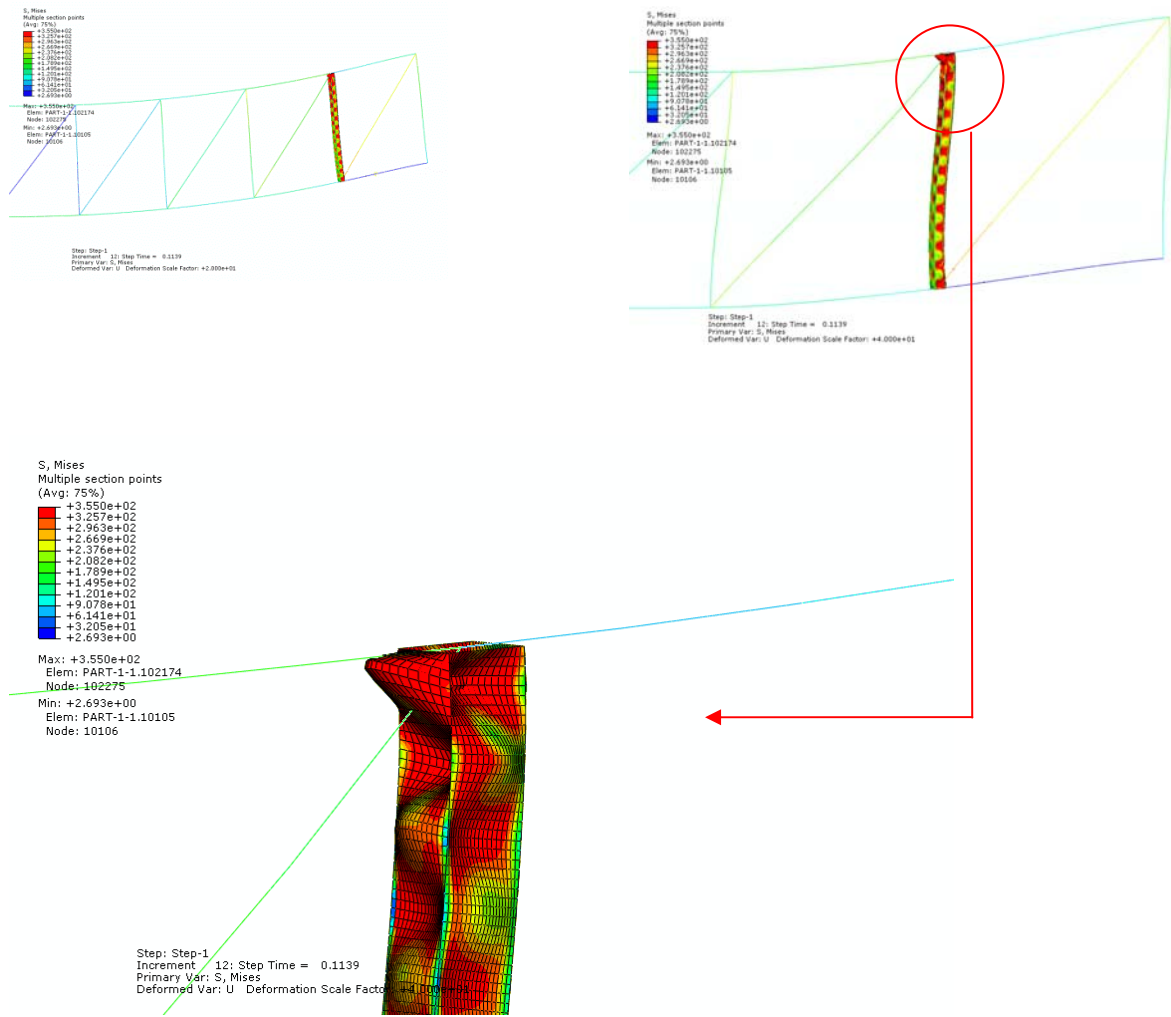 S, Mises
Multiple section points
(Avg: 75%)
+3.550e+02
+3.257e+02
+2.963e+02
+2.669e+02
+2.376e+02
+2.082e+02
+1.789e+02
+1.495e+02
+1.201e+02
+9.078e+01
+6.141e+01
+3.205e+01
+2.693e+00
Max: +3.550e+02
Elem: PART-1-1.102174
Node: 102275
Min: +2.693e+00
Elem: PART-1-1.10105
Node: 10106
Step: Step-1
Increment 12: Step Time = 0.1139
Primary Var: S, Mises
Deformed Var: U Deformation Scale Factor: +2.000e+01
S, Mises
Multiple section points
(Avg: 75%)
+3.550e+02
+3.257e+02
+2.963e+02
+2.669e+02
+2.376e+02
+2.082e+02
+1.789e+02
+1.495e+02
+1.201e+02
+9.078e+01
+6.141e+01
+3.205e+01
+2.693e+00
Max: +3.550e+02
Elem: PART-1-1.102174
Node: 102275
Min: +2.693e+00
Elem: PART-1-1.10105
Node: 10106
Step: Step-1
Increment 12: Step Time = 0.1139
Primary Var: S, Mises
Deformed Var: U Deformation Scale Factor: +4.000e+01
S, Mises
Multiple section points
(Avg: 75%)
+3.550e+02
+3.257e+02
+2.963e+02
+2.669e+02
+2.376e+02
+2.082e+02
+1.789e+02
+1.495e+02
+1.201e+02
+9.078e+01
+6.141e+01
+3.205e+01
+2.693e+00
Max: +3.550e+02
Elem: PART-1-1.102174
Node: 102275
Min: +2.693e+00
Elem: PART-1-1.10105
Node: 10106
Step: Step-1
Increment 12: Step Time = 0.1139
Primary Var: S, Mises
Deformed Var: U Deformation Scale Factor: +4.000e+01